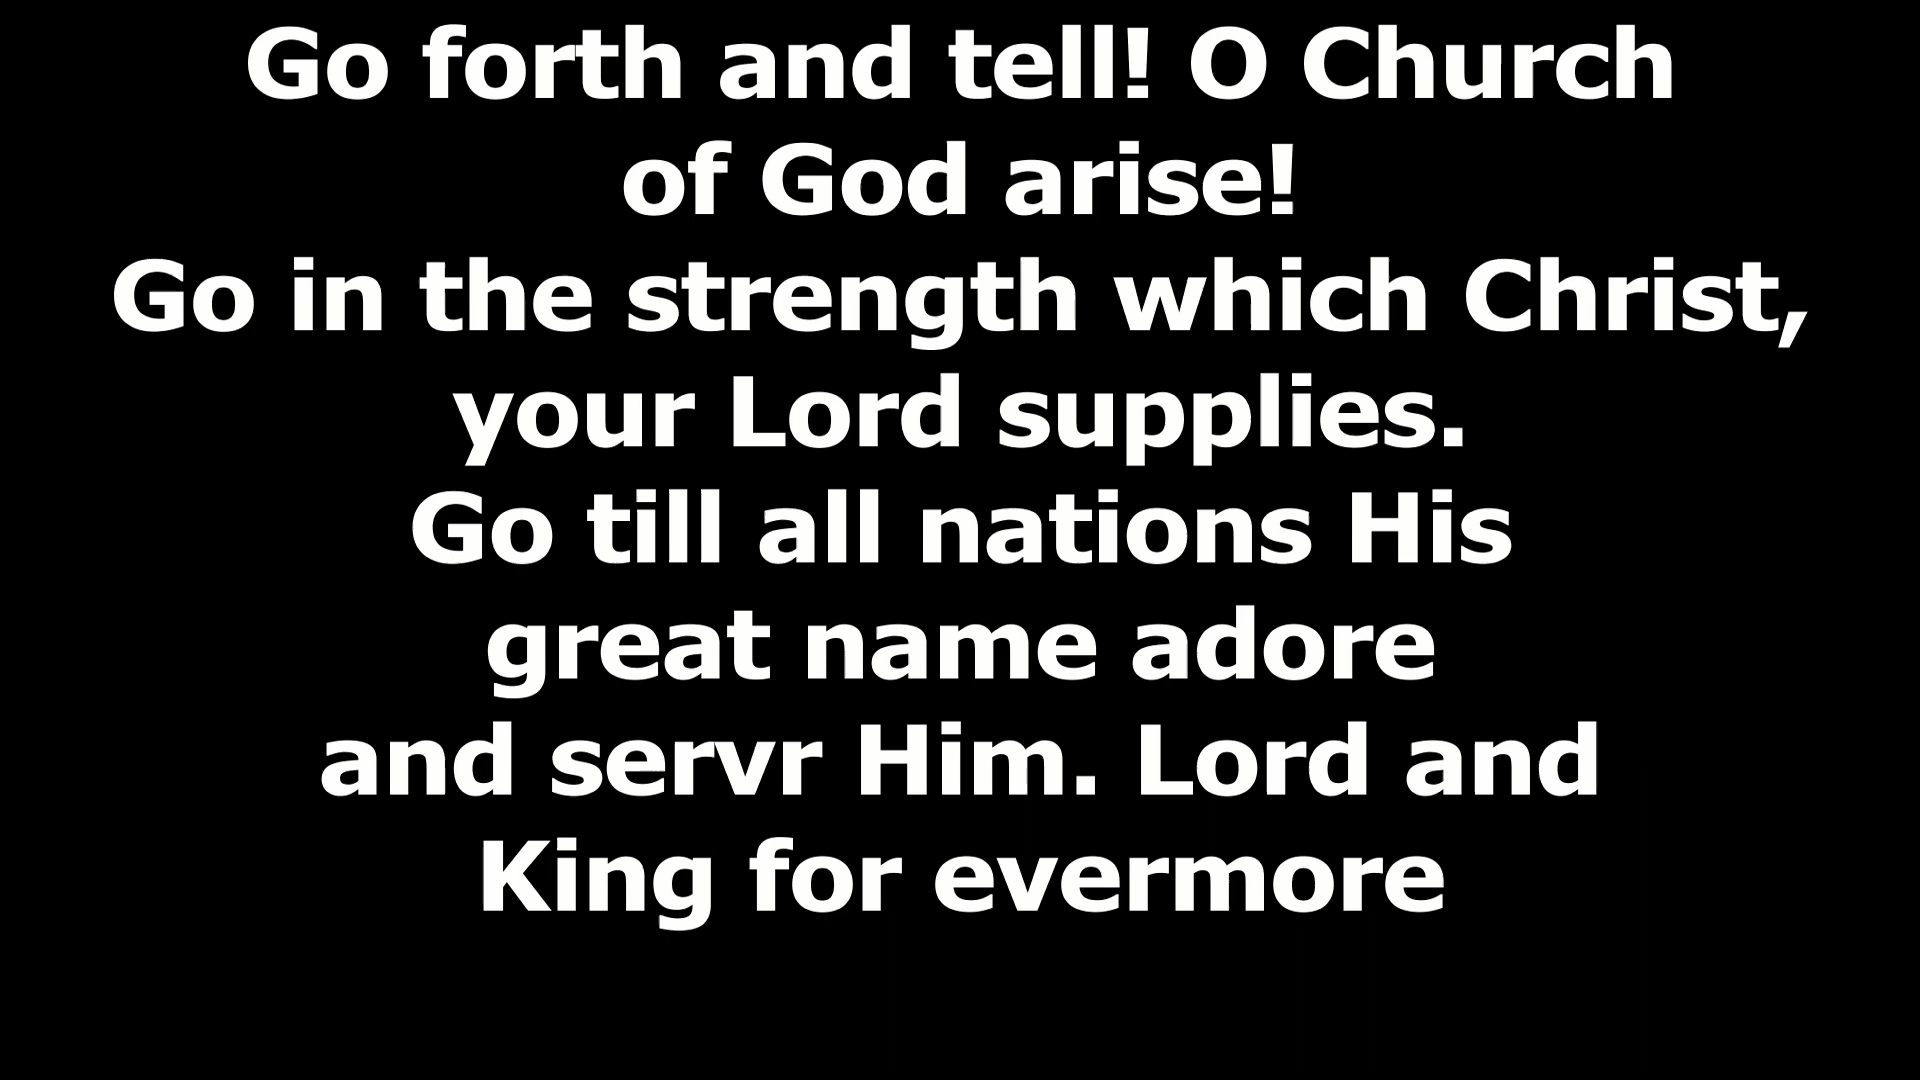 Go forth and tell! O Church
of God arise!
Go in the strength which Christ,
your Lord supplies.
Go till all nations His
great name adore
and servr Him. Lord and
King for evermore